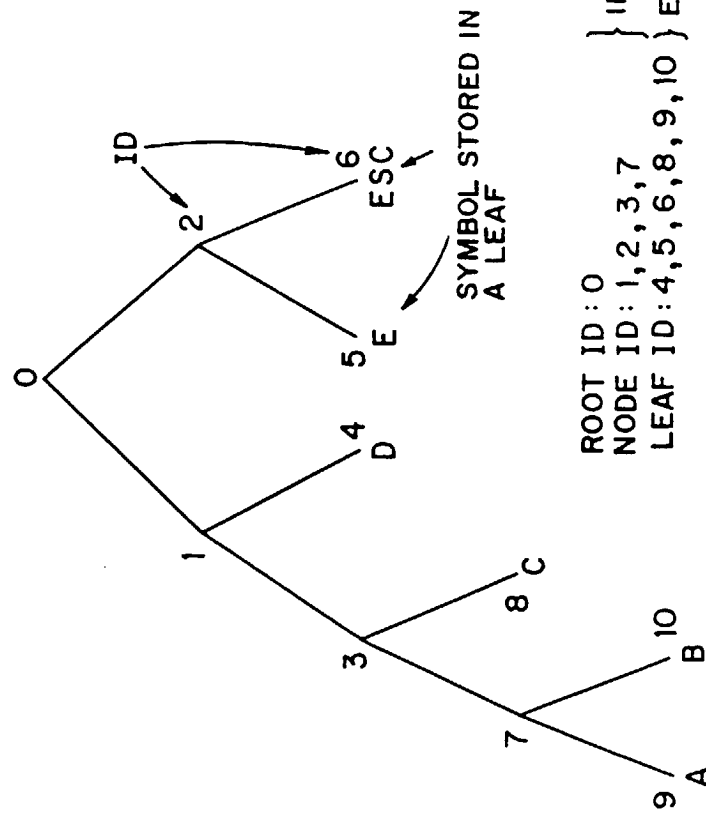 0
ID
1
2
3
D 4
5 E
6 ESC
7
8 C
9 A
10 B
SYMBOL STORED IN
A LEAF
ROOT ID: 0
NODE ID: 1, 2, 3, 7
LEAF ID: 4, 5, 6, 8, 9, 10 } E